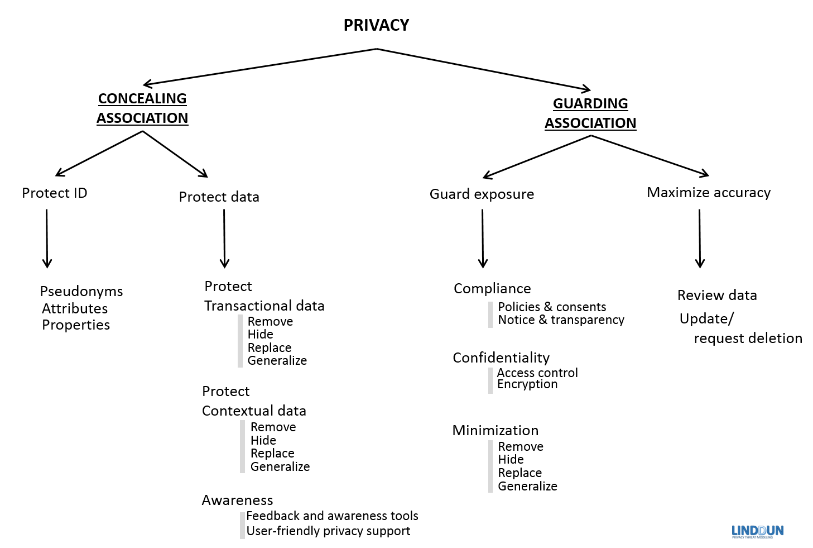 PRIVACY
CONCEALING
ASSOCIATION
GUARDING
ASSOCIATION
Protect ID
Protect data
Guard exposure
Maximize accuracy
Pseudonyms
Attributes
Properties
Protect
Transactional data
Remove
Hide
Replace
Generalize
Protect
Contextual data
Remove
Hide
Replace
Generalize
Awareness
Feedback and awareness tools
User-friendly privacy support
Compliance
Policies & consents
Notice & transparency
Confidentiality
Access control
Encryption
Minimization
Remove
Hide
Replace
Generalize
Review data
Update/
request deletion
LINDDUN